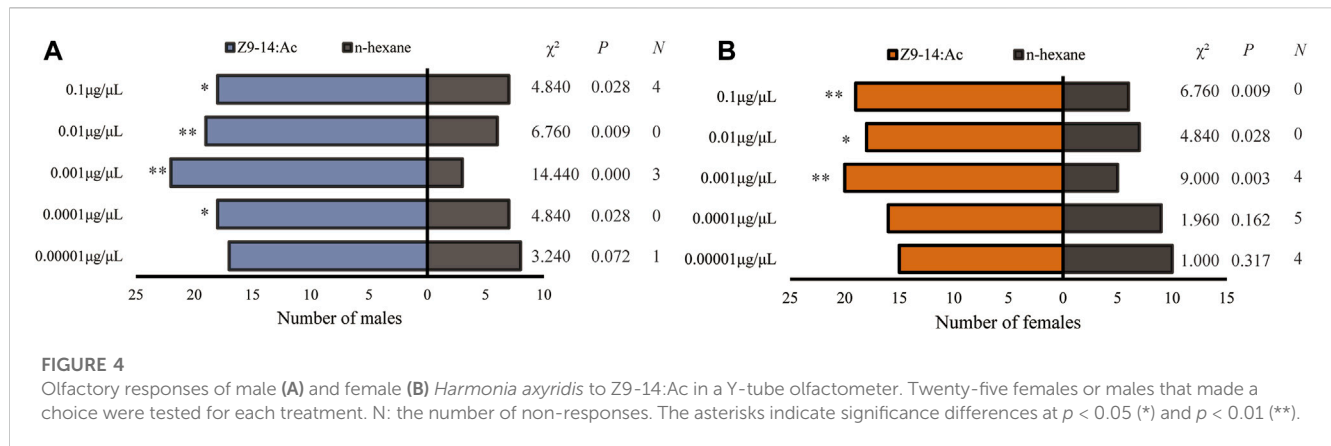 A
Z9-14:Ac n-hexane χ² P N
0.1µg/µL * 4.840 0.028 4
0.01µg/µL ** 6.760 0.009 0
0.001µg/µL ** 14.440 0.000 3
0.0001µg/µL * 4.840 0.028 0
0.00001µg/µL 3.240 0.072 1
25 20 15 10 5 0 5 10
Number of males
B
Z9-14:Ac n-hexane χ² P N
0.1µg/µL ** 6.760 0.009 0
0.01µg/µL * 4.840 0.028 0
0.001µg/µL ** 9.000 0.003 4
0.0001µg/µL 1.960 0.162 5
0.00001µg/µL 1.000 0.317 4
25 20 15 10 5 0 5 10 15
Number of females
FIGURE 4
Olfactory responses of male (A) and female (B) Harmonia axyridis to Z9-14:Ac in a Y-tube olfactometer. Twenty-five females or males that made a
choice were tested for each treatment. N: the number of non-responses. The asterisks indicate significance differences at p < 0.05 (*) and p < 0.01 (**).